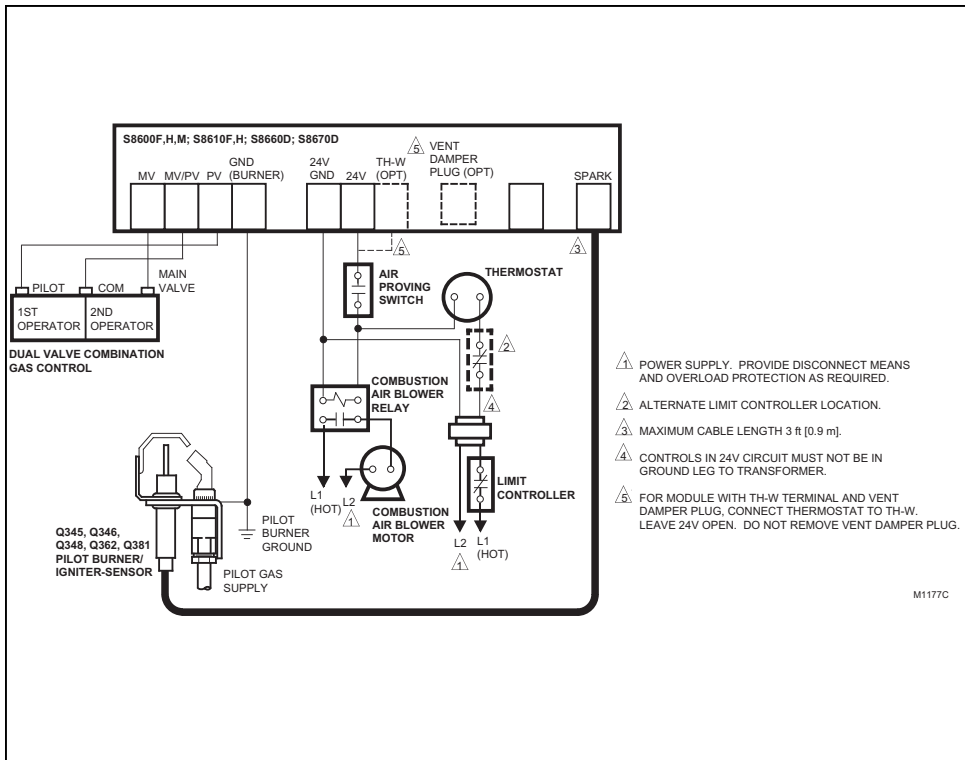 S8600F,H,M; S8610F,H; S8660D; S8670D
MV MV/PV PV
GND
(BURNER)
24V
GND
24V
TH-W
(OPT)
5
VENT
DAMPER
PLUG (OPT)
SPARK
5
3
PILOT
COM
MAIN
VALVE
1ST
OPERATOR
2ND
OPERATOR
DUAL VALVE COMBINATION
GAS CONTROL
AIR
PROVING
SWITCH
THERMOSTAT
2
COMBUSTION
AIR BLOWER
RELAY
4
L1
(HOT)
L2
1
COMBUSTION
AIR BLOWER
MOTOR
LIMIT
CONTROLLER
L2
1
L1
(HOT)
Q345, Q346,
Q348, Q362, Q381
PILOT BURNER/
IGNITER-SENSOR
PILOT
BURNER
GROUND
PILOT GAS
SUPPLY
1 POWER SUPPLY. PROVIDE DISCONNECT MEANS
AND OVERLOAD PROTECTION AS REQUIRED.
2 ALTERNATE LIMIT CONTROLLER LOCATION.
3 MAXIMUM CABLE LENGTH 3 ft [0.9 m].
4 CONTROLS IN 24V CIRCUIT MUST NOT BE IN
GROUND LEG TO TRANSFORMER.
5 FOR MODULE WITH TH-W TERMINAL AND VENT
DAMPER PLUG, CONNECT THERMOSTAT TO TH-W.
LEAVE 24V OPEN. DO NOT REMOVE VENT DAMPER PLUG.
M1177C